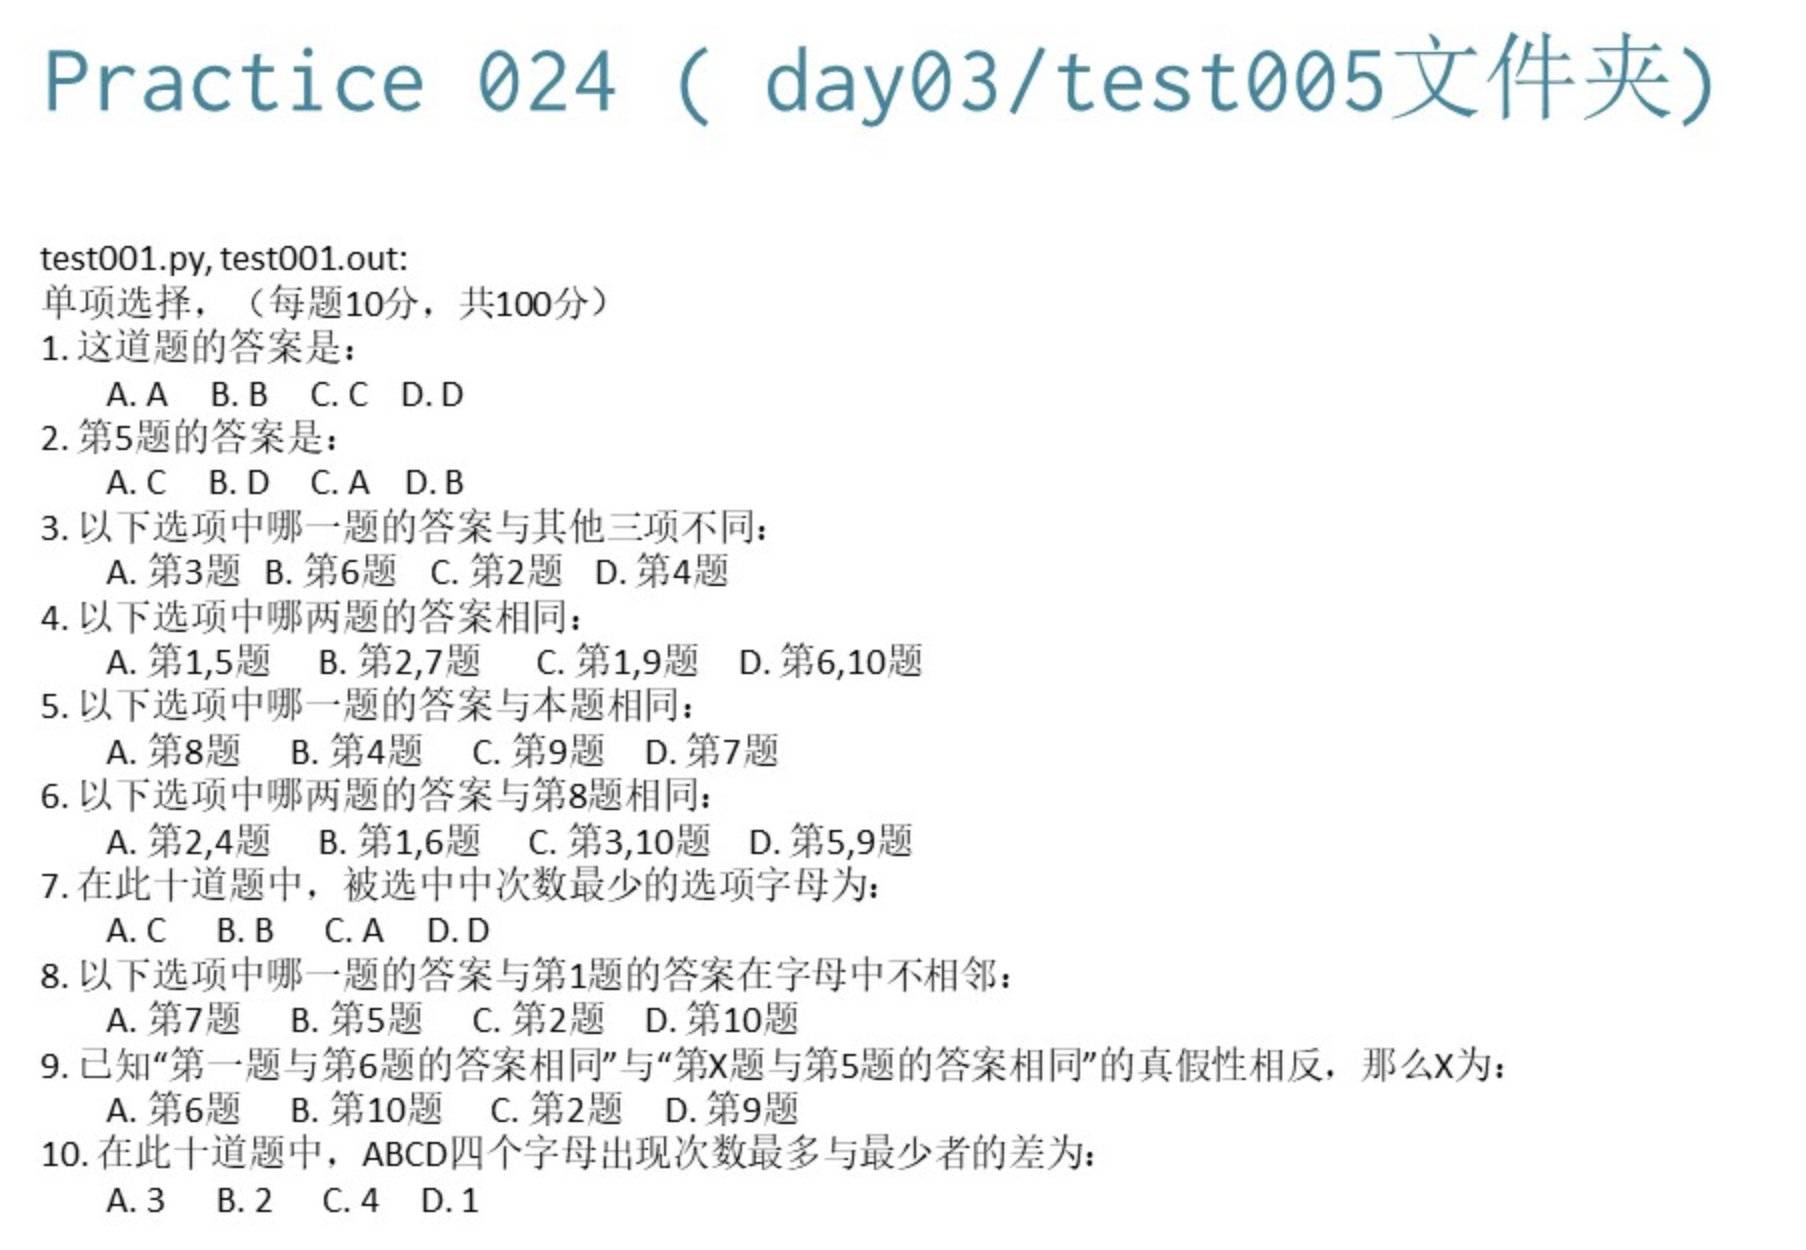 Practice 024 ( day03/test005文件夹)
test001.py, test001.out:
单项选择，（每题10分，共100分）
1. 这道题的答案是：
A. A B. B C. C D. D
2. 第5题的答案是：
A. C B. D C. A D. B
3. 以下选项中哪一题的答案与其他三项不同：
A. 第3题 B. 第6题 C. 第2题 D. 第4题
4. 以下选项中哪两题的答案相同：
A. 第1,5题 B. 第2,7题 C. 第1,9题 D. 第6,10题
5. 以下选项中哪一题的答案与本题相同：
A. 第8题 B. 第4题 C. 第9题 D. 第7题
6. 以下选项中哪两题的答案与第8题相同：
A. 第2,4题 B. 第1,6题 C. 第3,10题 D. 第5,9题
7. 在此十道题中，被选中中次数最少的选项字母为：
A. C B. B C. A D. D
8. 以下选项中哪一题的答案与第1题的答案在字母中不相邻：
A. 第7题 B. 第5题 C. 第2题 D. 第10题
9. 已知“第一题与第6题的答案相同”与“第X题与第5题的答案相同”的真假性相反，那么X为：
A. 第6题 B. 第10题 C. 第2题 D. 第9题
10. 在此十道题中，ABCD四个字母出现次数最多与最少者的差为：
A. 3 B. 2 C. 4 D. 1